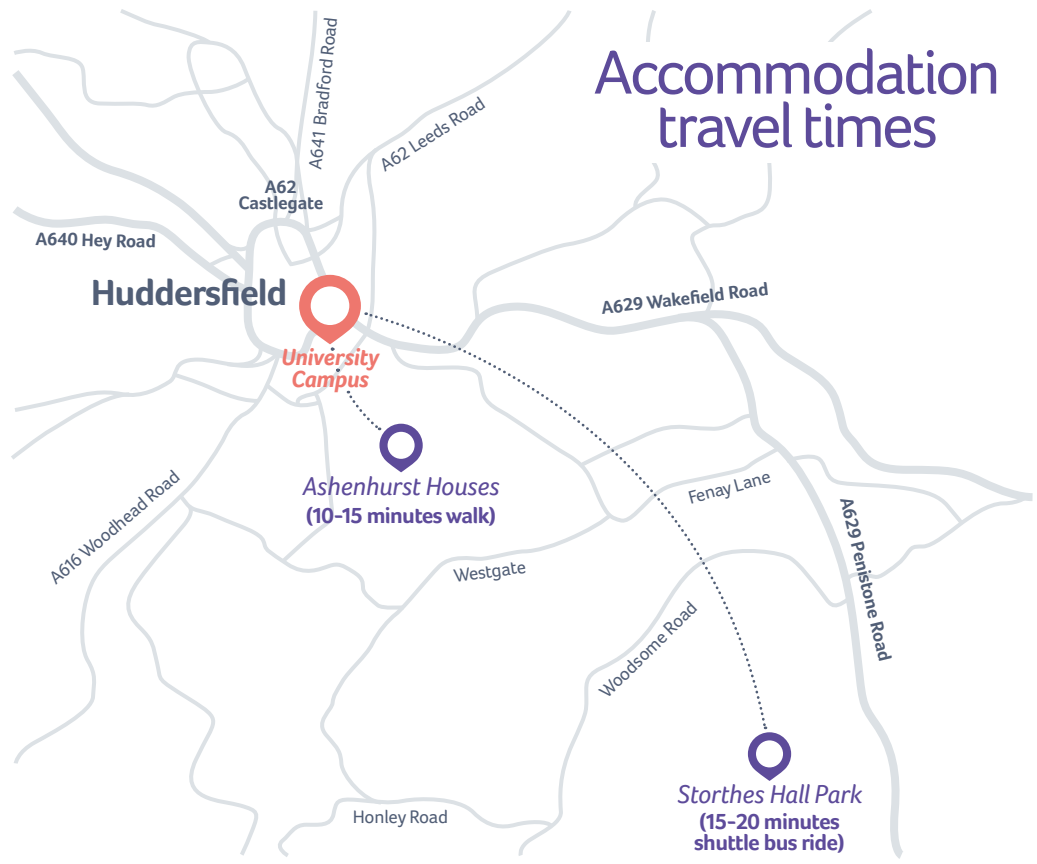 Accommodation
travel times
A641 Bradford Road
A62 Leeds Road
A62
Castlegate
A640 Hey Road
Huddersfield
A629 Wakefield Road
University
Campus
Ashenhurst Houses
(10-15 minutes walk)
Fenay Lane
A616 Woodhead Road
A629 Penistone Road
Westgate
Woodsome Road
Storthes Hall Park
(15-20 minutes
shuttle bus ride)
Honley Road